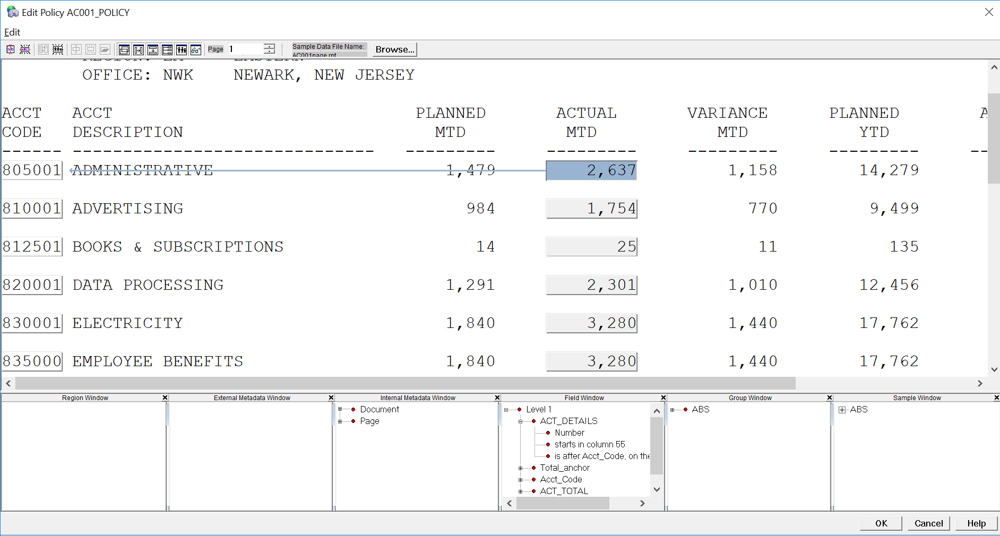 Edit Policy AC001_POLICY
Edit
Page 1 Sample Data File Name: Browse...
AC001page.rpt
REGION: EA EASTERN
OFFICE: NWK NEWARK, NEW JERSEY
ACCT ACCT PLANNED ACTUAL VARIANCE PLANNED A
CODE DESCRIPTION MTD MTD MTD YTD
------ ------------------------------ --------- --------- --------- --------- --
805001 ADMINISTRATIVE 1,479 2,637 1,158 14,279
810001 ADVERTISING 984 1,754 770 9,499
812501 BOOKS & SUBSCRIPTIONS 14 25 11 135
820001 DATA PROCESSING 1,291 2,301 1,010 12,456
830001 ELECTRICITY 1,840 3,280 1,440 17,762
835000 EMPLOYEE BENEFITS 1,840 3,280 1,440 17,762
Region Window External Metadata Window Internal Metadata Window Field Window Group Window Sample Window
Document
Page
Level 1
ACT_DETAILS
Number
starts in column 55
is after Acct_Code, on the
Total_anchor
Acct_Code
ACT_TOTAL
ABS
ABS
OK Cancel Help